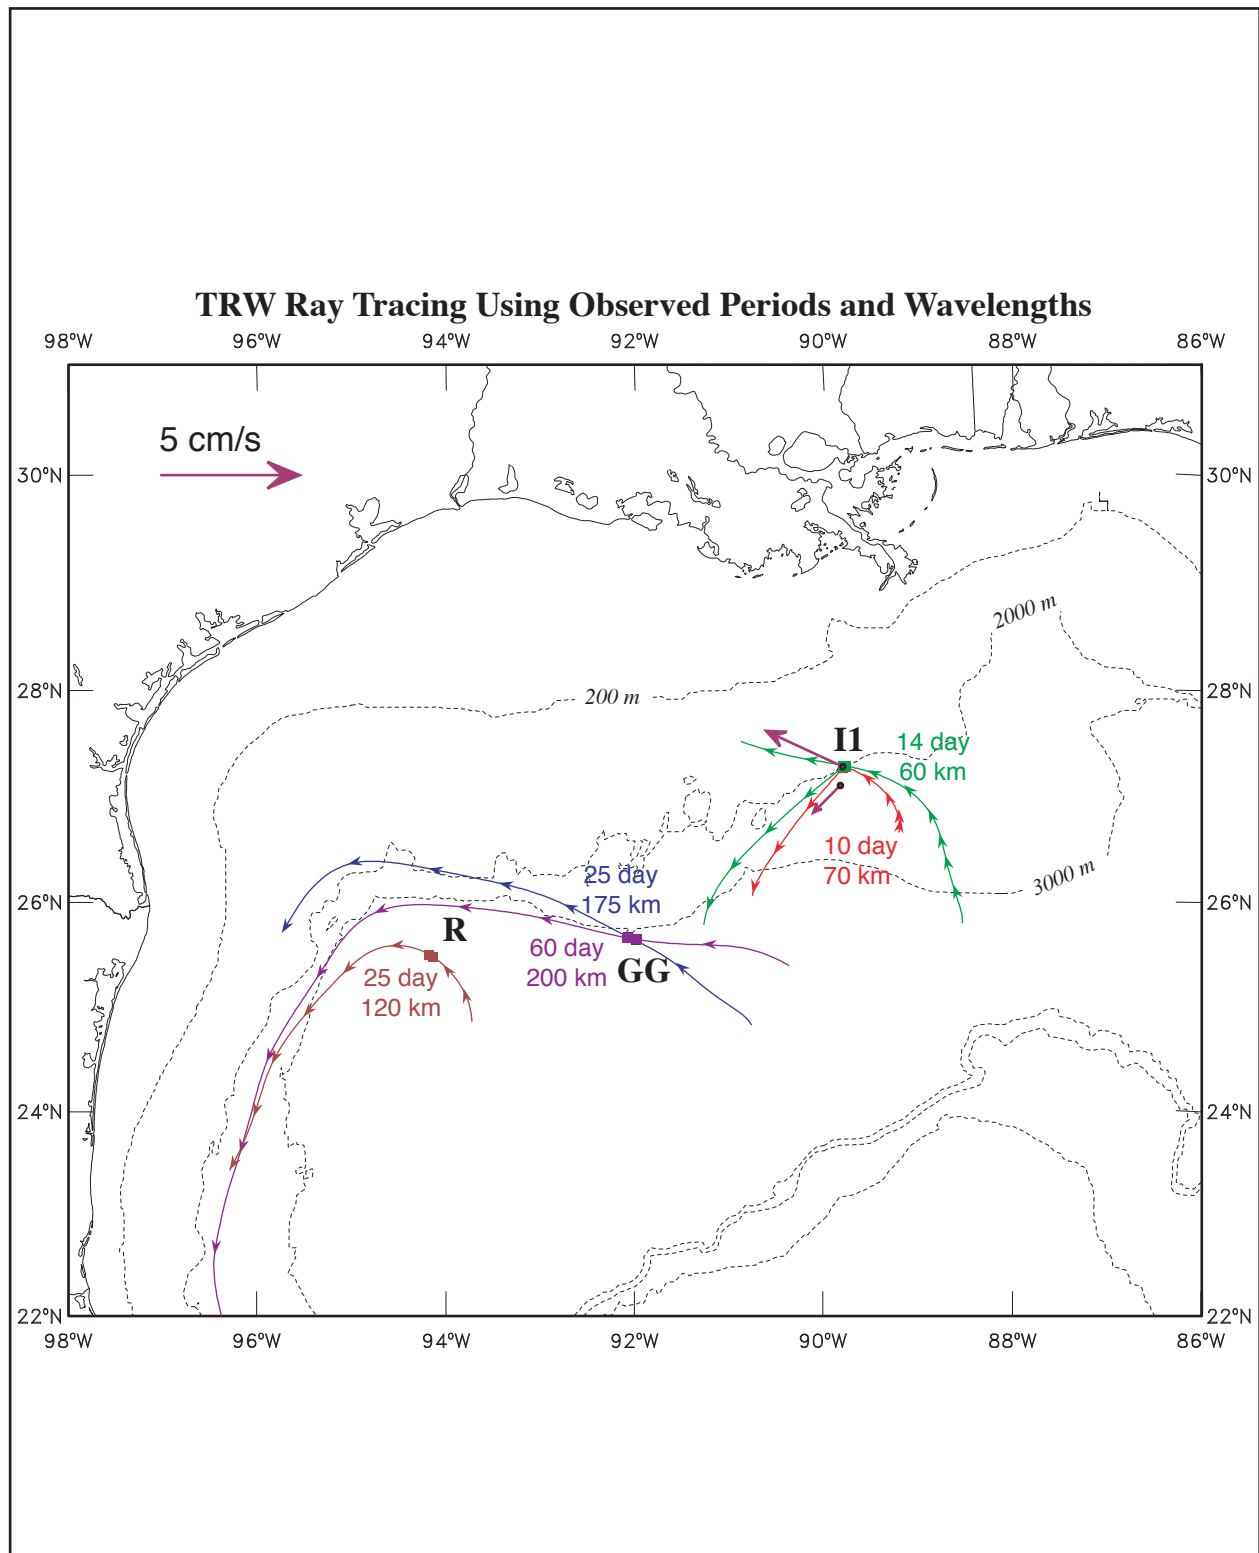 TRW Ray Tracing Using Observed Periods and Wavelengths
98°W 96°W 94°W 92°W 90°W 88°W 86°W
5 cm/s
30°N 30°N
2000 m
28°N 200 m 28°N
I1 14 day
60 km
10 day
70 km
3000 m
25 day
175 km
26°N 26°N
R
60 day
200 km
GG
25 day
120 km
24°N 24°N
22°N 22°N
98°W 96°W 94°W 92°W 90°W 88°W 86°W